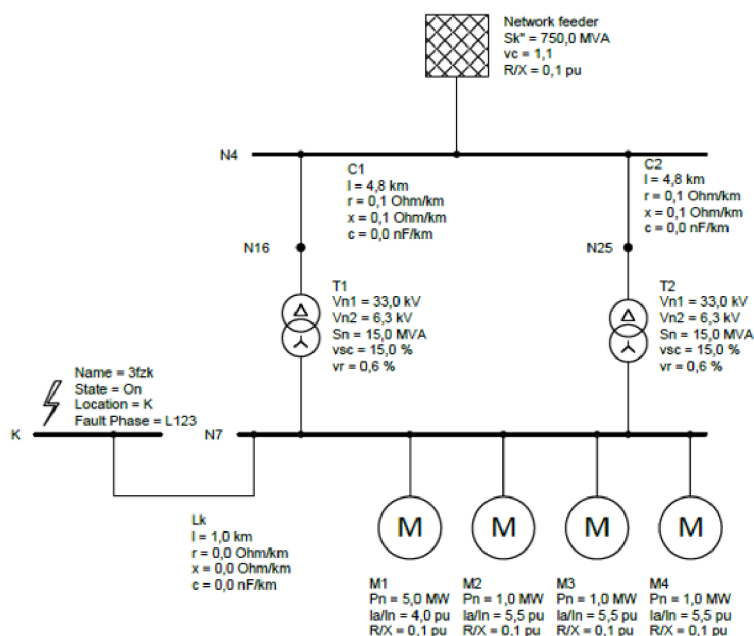 Network feeder
Sk" = 750,0 MVA
vc = 1,1
R/X = 0,1 pu
N4
C1
l = 4,8 km
r = 0,1 Ohm/km
x = 0,1 Ohm/km
c = 0,0 nF/km
C2
l = 4,8 km
r = 0,1 Ohm/km
x = 0,1 Ohm/km
c = 0,0 nF/km
N16
N25
T1
Vn1 = 33,0 kV
Vn2 = 6,3 kV
Sn = 15,0 MVA
vsc = 15,0 %
vr = 0,6 %
T2
Vn1 = 33,0 kV
Vn2 = 6,3 kV
Sn = 15,0 MVA
vsc = 15,0 %
vr = 0,6 %
Name = 3fzk
State = On
Location = K
Fault Phase = L123
K
N7
Lk
l = 1,0 km
r = 0,0 Ohm/km
x = 0,0 Ohm/km
c = 0,0 nF/km
M
M
M
M
M1
Pn = 5,0 MW
Ia/In = 4,0 pu
R/X = 0,1 pu
M2
Pn = 1,0 MW
Ia/In = 5,5 pu
R/X = 0,1 pu
M3
Pn = 1,0 MW
Ia/In = 5,5 pu
R/X = 0,1 pu
M4
Pn = 1,0 MW
Ia/In = 5,5 pu
R/X = 0,1 pu